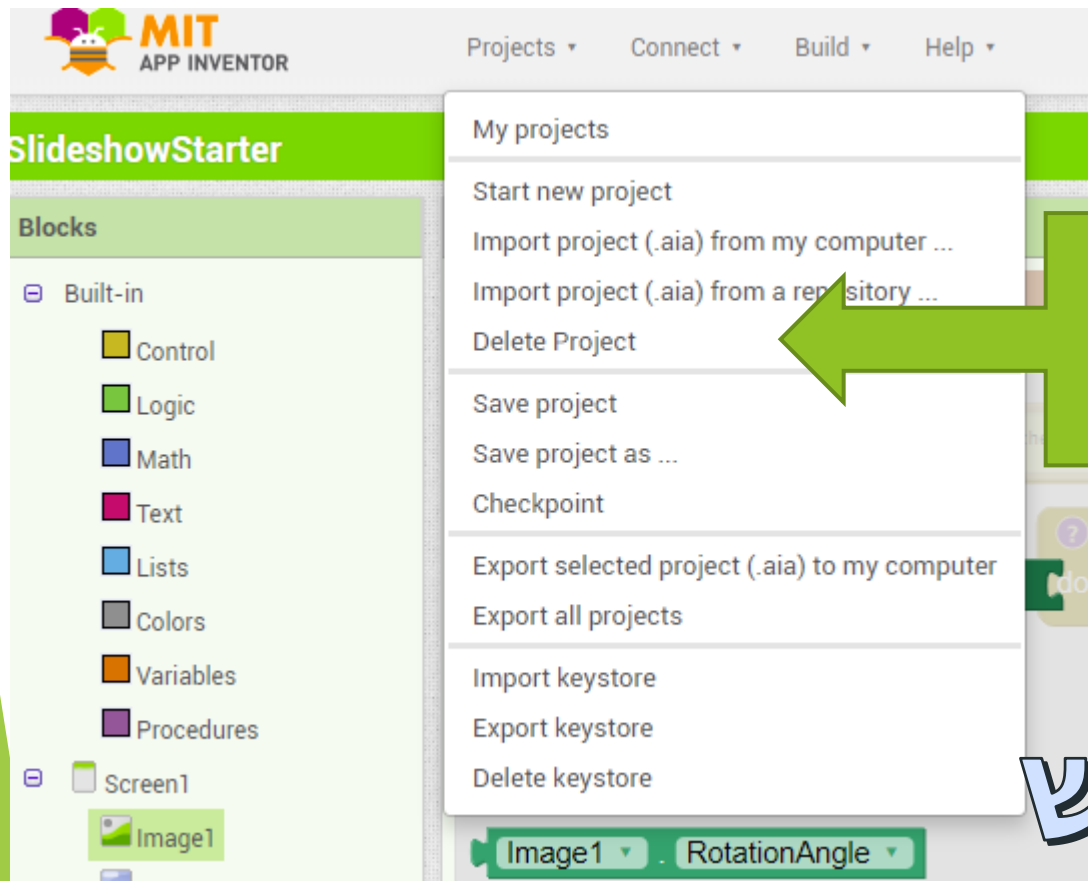 MIT
APP INVENTOR
Projects
Connect
Build
Help
SlideshowStarter
My projects
Start new project
Import project (.aia) from my computer ...
Import project (.aia) from a repository ...
Delete Project
Save project
Save project as ...
Checkpoint
Export selected project (.aia) to my computer
Export all projects
Import keystore
Export keystore
Delete keystore
Blocks
Built-in
Control
Logic
Math
Text
Lists
Colors
Variables
Procedures
Screen1
Image1
?
do
Image1 . RotationAngle
ש